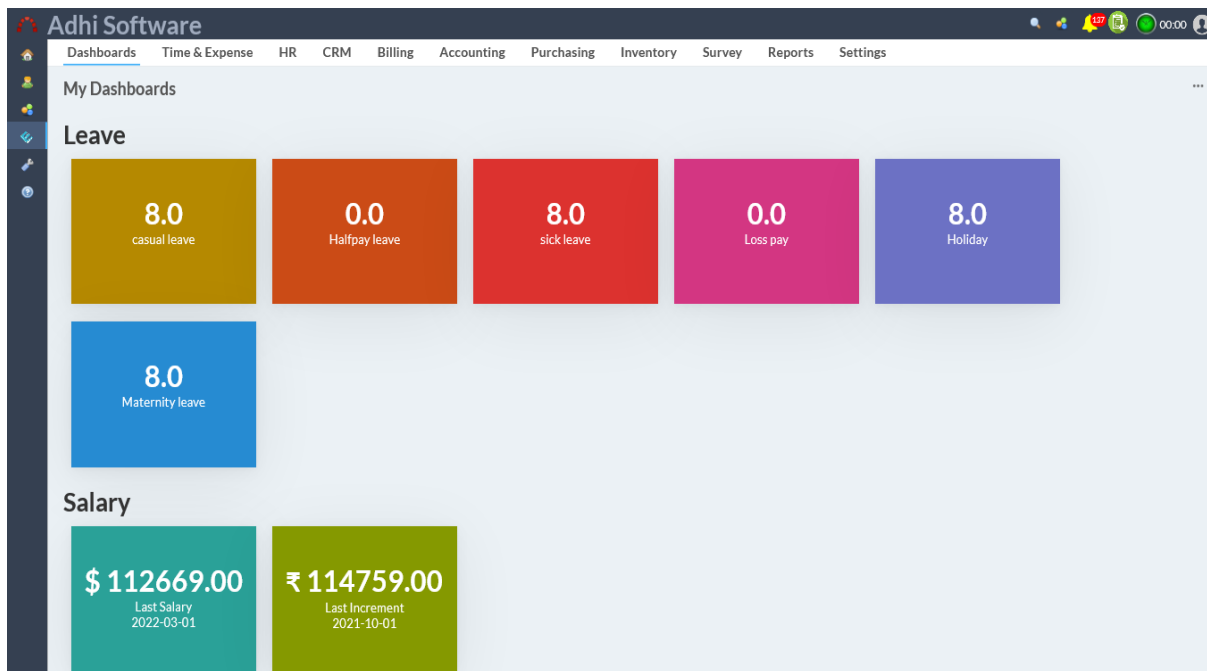 Adhi Software
137
00:00
Dashboards Time & Expense HR CRM Billing Accounting Purchasing Inventory Survey Reports Settings
My Dashboards
Leave
8.0
casual leave
0.0
Halfpay leave
8.0
sick leave
0.0
Loss pay
8.0
Holiday
8.0
Maternity leave
Salary
$ 112669.00
Last Salary
2022-03-01
₹ 114759.00
Last Increment
2021-10-01